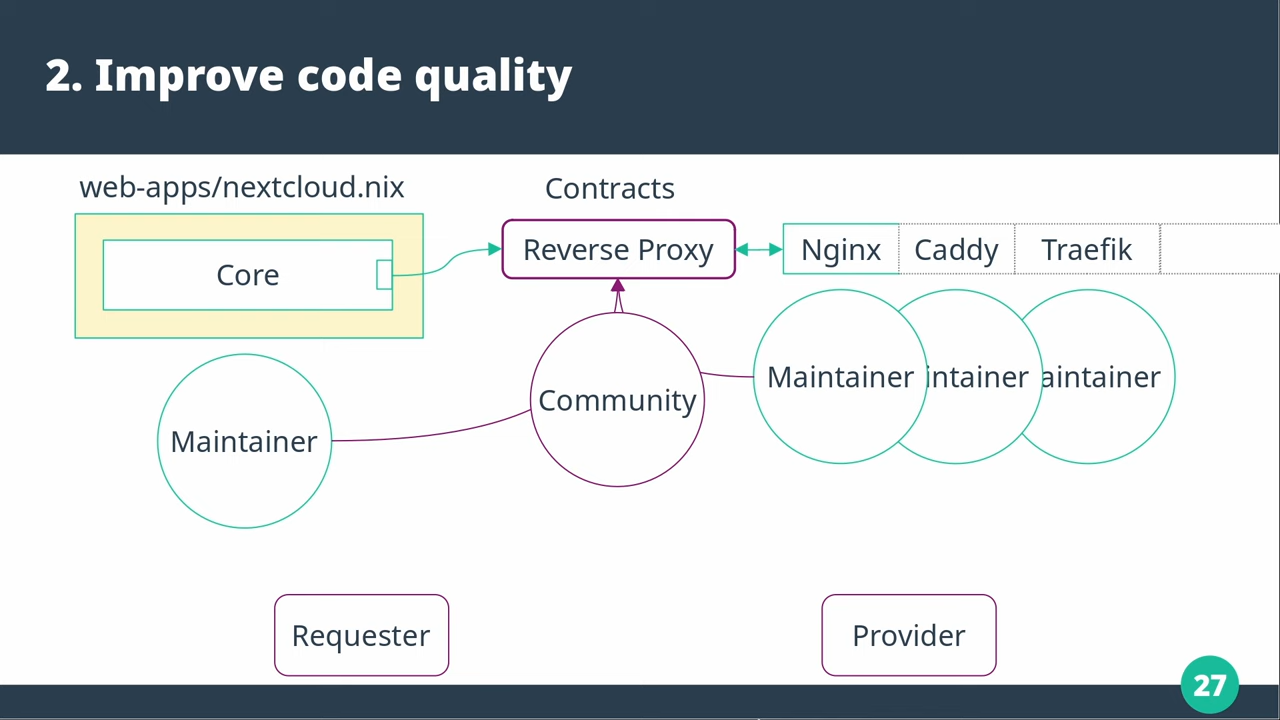 2. Improve code quality
web-apps/nextcloud.nix
Contracts
Core
Reverse Proxy
Nginx
Caddy
Traefik
Maintainer
Community
Maintainer
intainer
aintainer
Requester
Provider
27